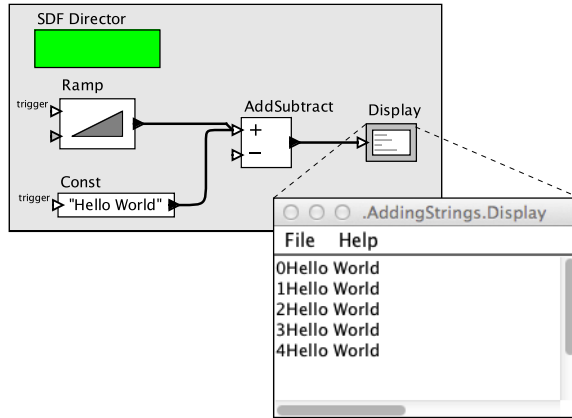 SDF Director
Ramp
trigger
AddSubtract
+
−
Display
Const
trigger
"Hello World"
.AddingStrings.Display
File Help
0Hello World
1Hello World
2Hello World
3Hello World
4Hello World